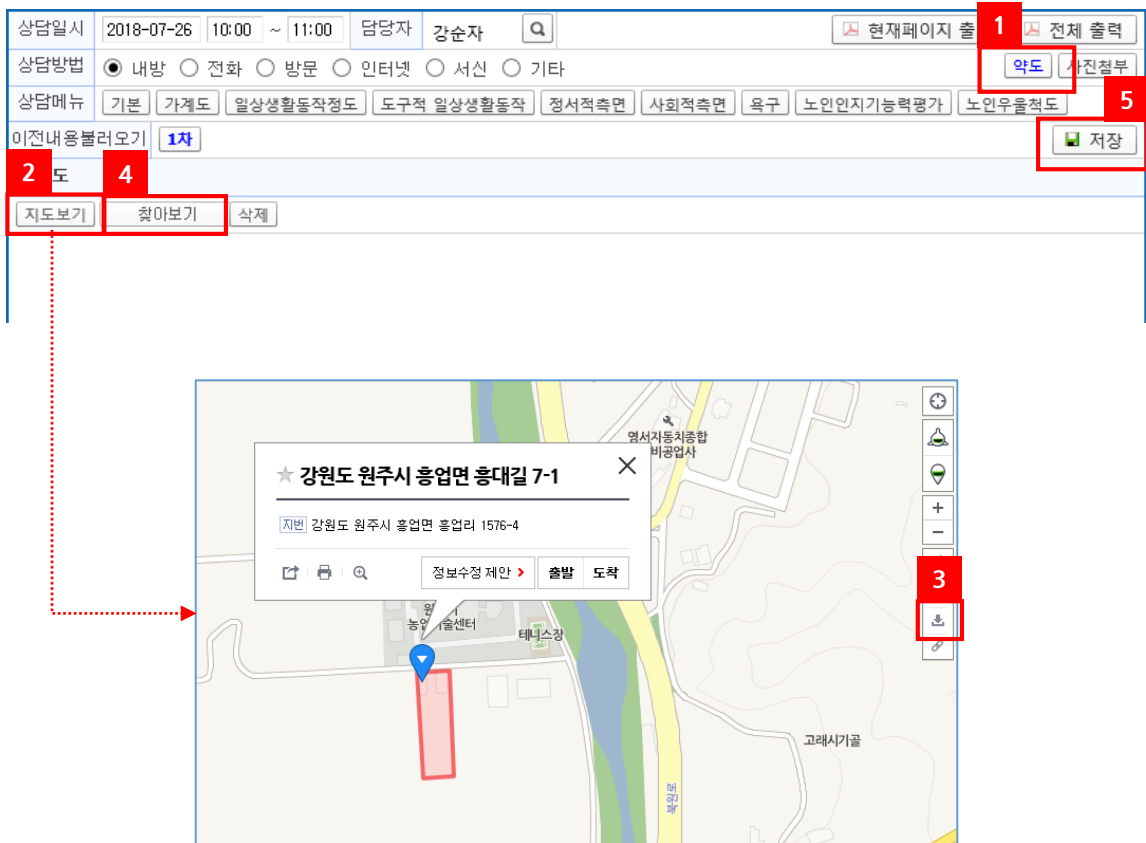 상담일시 2018-07-26 10:00 ~ 11:00 담당자 강순자 현재페이지 출 1 전체 출력
상담방법 내방 전화 방문 인터넷 서신 기타 약도 사진첨부
상담메뉴 기본 가계도 일상생활동작정도 도구적 일상생활동작 정서적측면 사회적측면 욕구 노인인지기능력평가 노인우울척도 5
이전내용불러오기 1차 저장
2 도 4
지도보기 찾아보기 삭제
영서자동치종합
비공업사
강원도 원주시 흥업면 흥대길 7-1
지번 강원도 원주시 흥업면 흥업리 1576-4
정보수정 제안 출발 도착
3
농업기술센터
테니스장
고래시기골
북원로